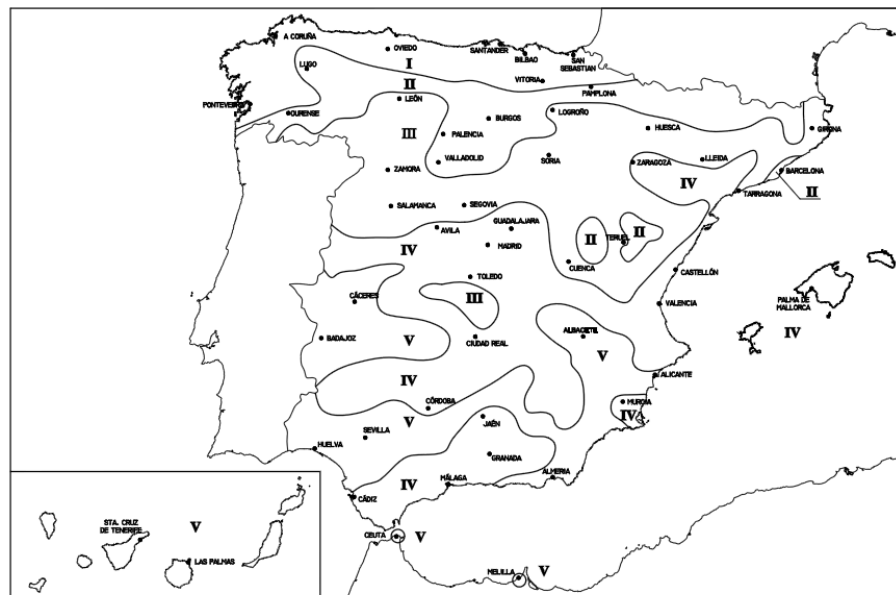 A CORUÑA
OVIEDO
SANTANDER
BILBAO
SAN
SEBASTIAN
LUGO
I
VITORIA
PAMPLONA
II
PONTEVEDRA
LEÓN
OURENSE
BURGOS
LOGROÑO
III
PALENCIA
HUESCA
GIRONA
VALLADOLID
SORIA
ZARAGOZA
LLEIDA
ZAMORA
BARCELONA
IV
II
TARRAGONA
SALAMANCA
SEGOVIA
AVILA
GUADALAJARA
II
II
TERUEL
IV
MADRID
CUENCA
TOLEDO
CASTELLÓN
CÁCERES
III
VALENCIA
PALMA DE
MALLORCA
IV
BADAJOZ
V
CIUDAD REAL
ALBACETE
V
IV
ALICANTE
CÓRDOBA
MURCIA
IV
V
JAÉN
SEVILLA
HUELVA
GRANADA
ALMERIA
IV
MÁLAGA
CÁDIZ
STA. CRUZ
DE TENERIFE
V
CEUTA
V
LAS PALMAS
MELILLA
V